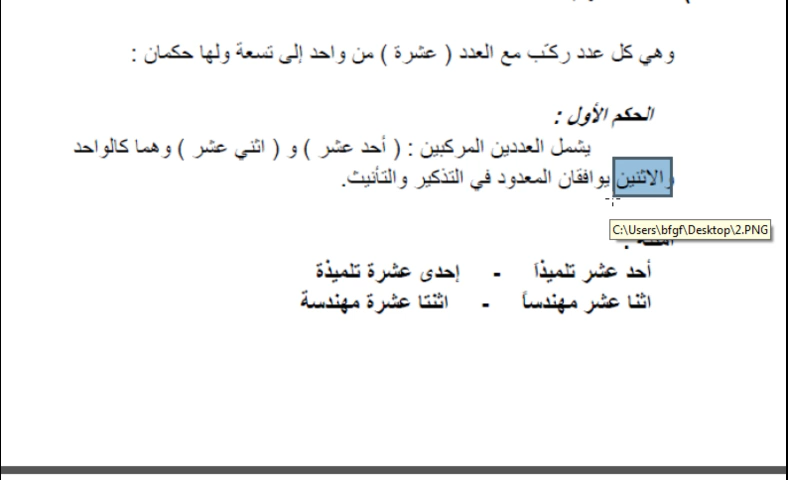 وهي كل عدد ركّب مع العدد ( عشرة ) من واحد إلى تسعة ولها حكمان :
الحكم الأول :
يشمل العددين المركبين : ( أحد عشر ) و ( اثني عشر ) وهما كالواحد
والاثنين يوافقان المعدود في التذكير والتأنيث.
C:\Users\bfgf\Desktop\2.PNG
أحد عشر تلميذاً - إحدى عشرة تلميذة
اثنا عشر مهندساً - اثنتا عشرة مهندسة